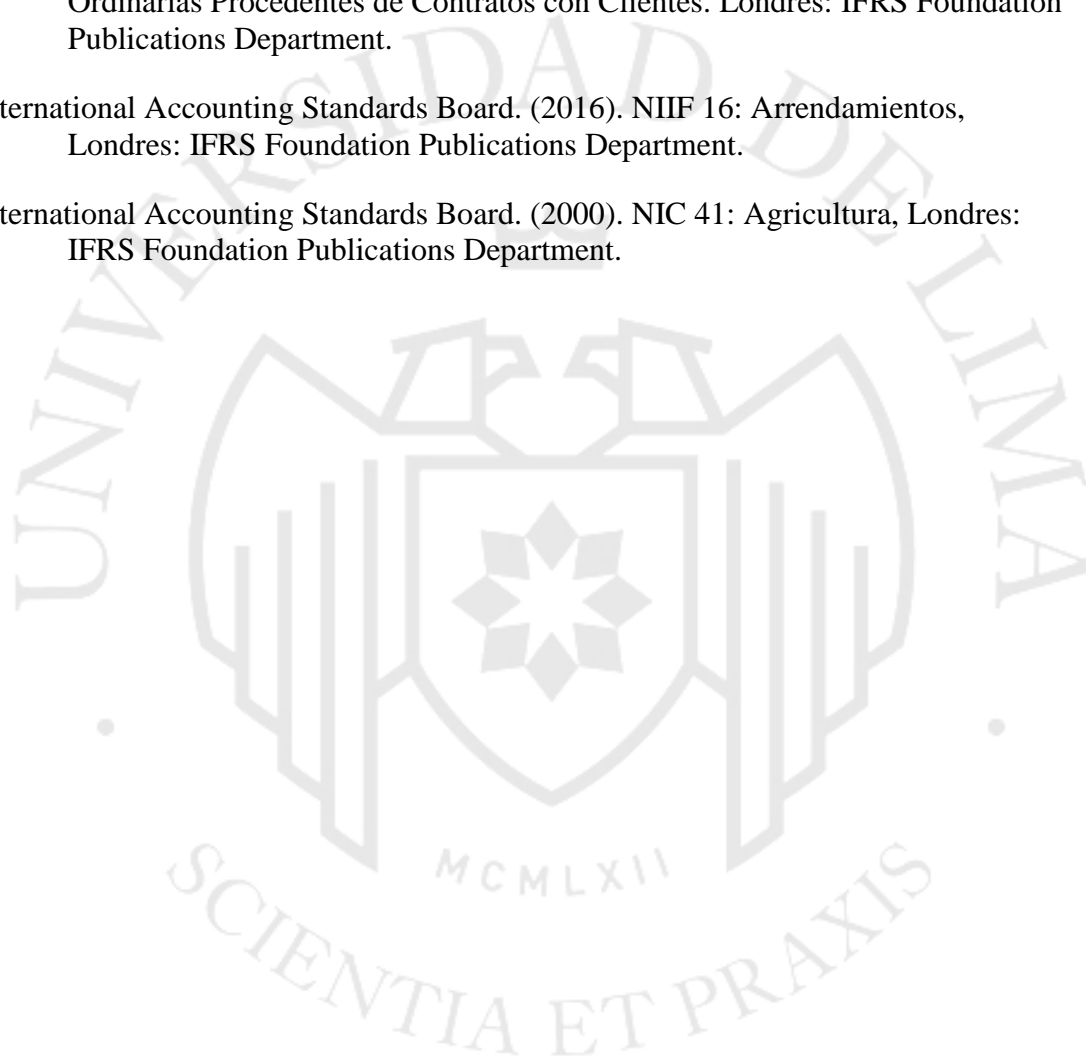 Ordinarias Procedentes de Contratos con Clientes. Londres: IFRS Foundation
Publications Department.
ternational Accounting Standards Board. (2016). NIIF 16: Arrendamientos,
Londres: IFRS Foundation Publications Department.
ternational Accounting Standards Board. (2000). NIC 41: Agricultura, Londres:
IFRS Foundation Publications Department.
UNIVERSIDAD DE LIMA
MCMLXII
SCIENTIA ET PRAXIS